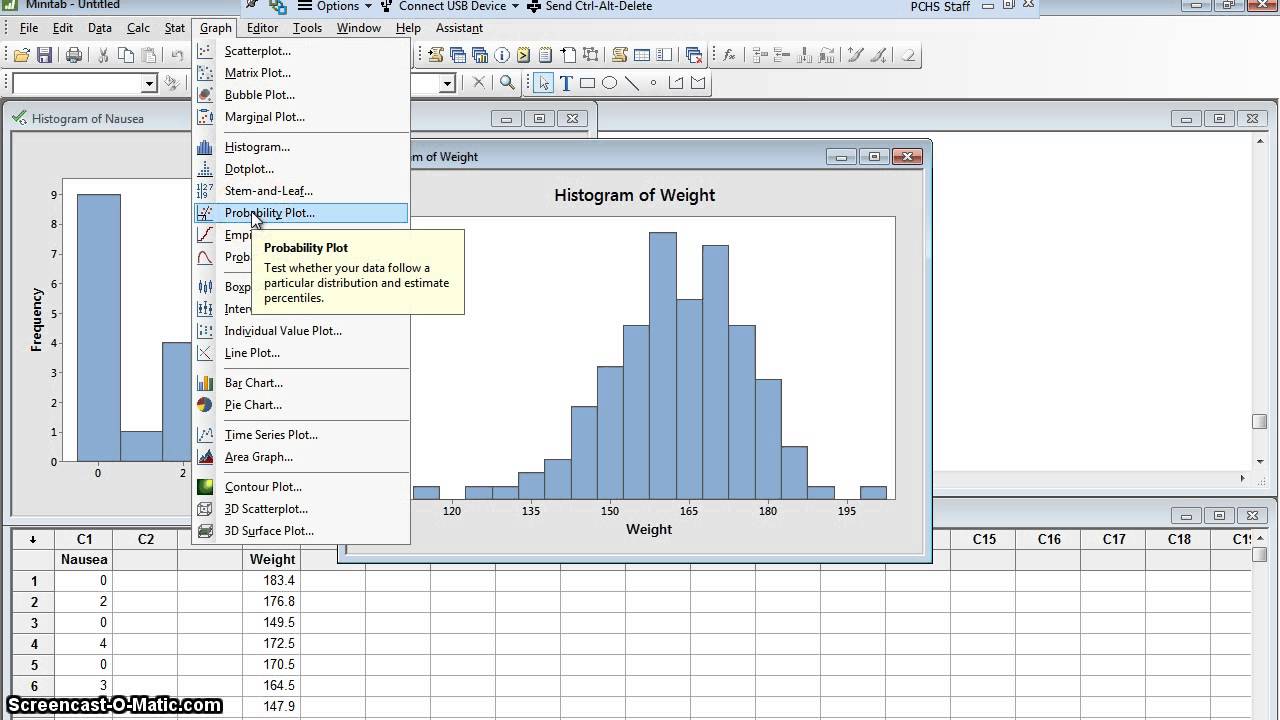 Minitab - Untitled
Options
Connect USB Device
Send Ctrl-Alt-Delete
PCHS Staff
File Edit Data Calc Stat Graph Editor Tools Window Help Assistant
Scatterplot...
Matrix Plot...
Bubble Plot...
Marginal Plot...
Histogram...
Dotplot...
Stem-and-Leaf...
Probability Plot...
Empi
Prob
Boxp
Interv
Individual Value Plot...
Line Plot...
Bar Chart...
Pie Chart...
Time Series Plot...
Area Graph...
Contour Plot...
3D Scatterplot...
3D Surface Plot...
Probability Plot
Test whether your data follow a
particular distribution and estimate
percentiles.
Histogram of Nausea
Frequency
9
8
7
6
5
4
3
2
1
0
0 2
m of Weight
Histogram of Weight
120 135 150 165 180 195
Weight
C1 C2 C15 C16 C17 C18 C19
Nausea Weight
1 0 183.4
2 2 176.8
3 0 149.5
4 4 172.5
5 0 170.5
6 3 164.5
147.9
Screencast-O-Matic.com